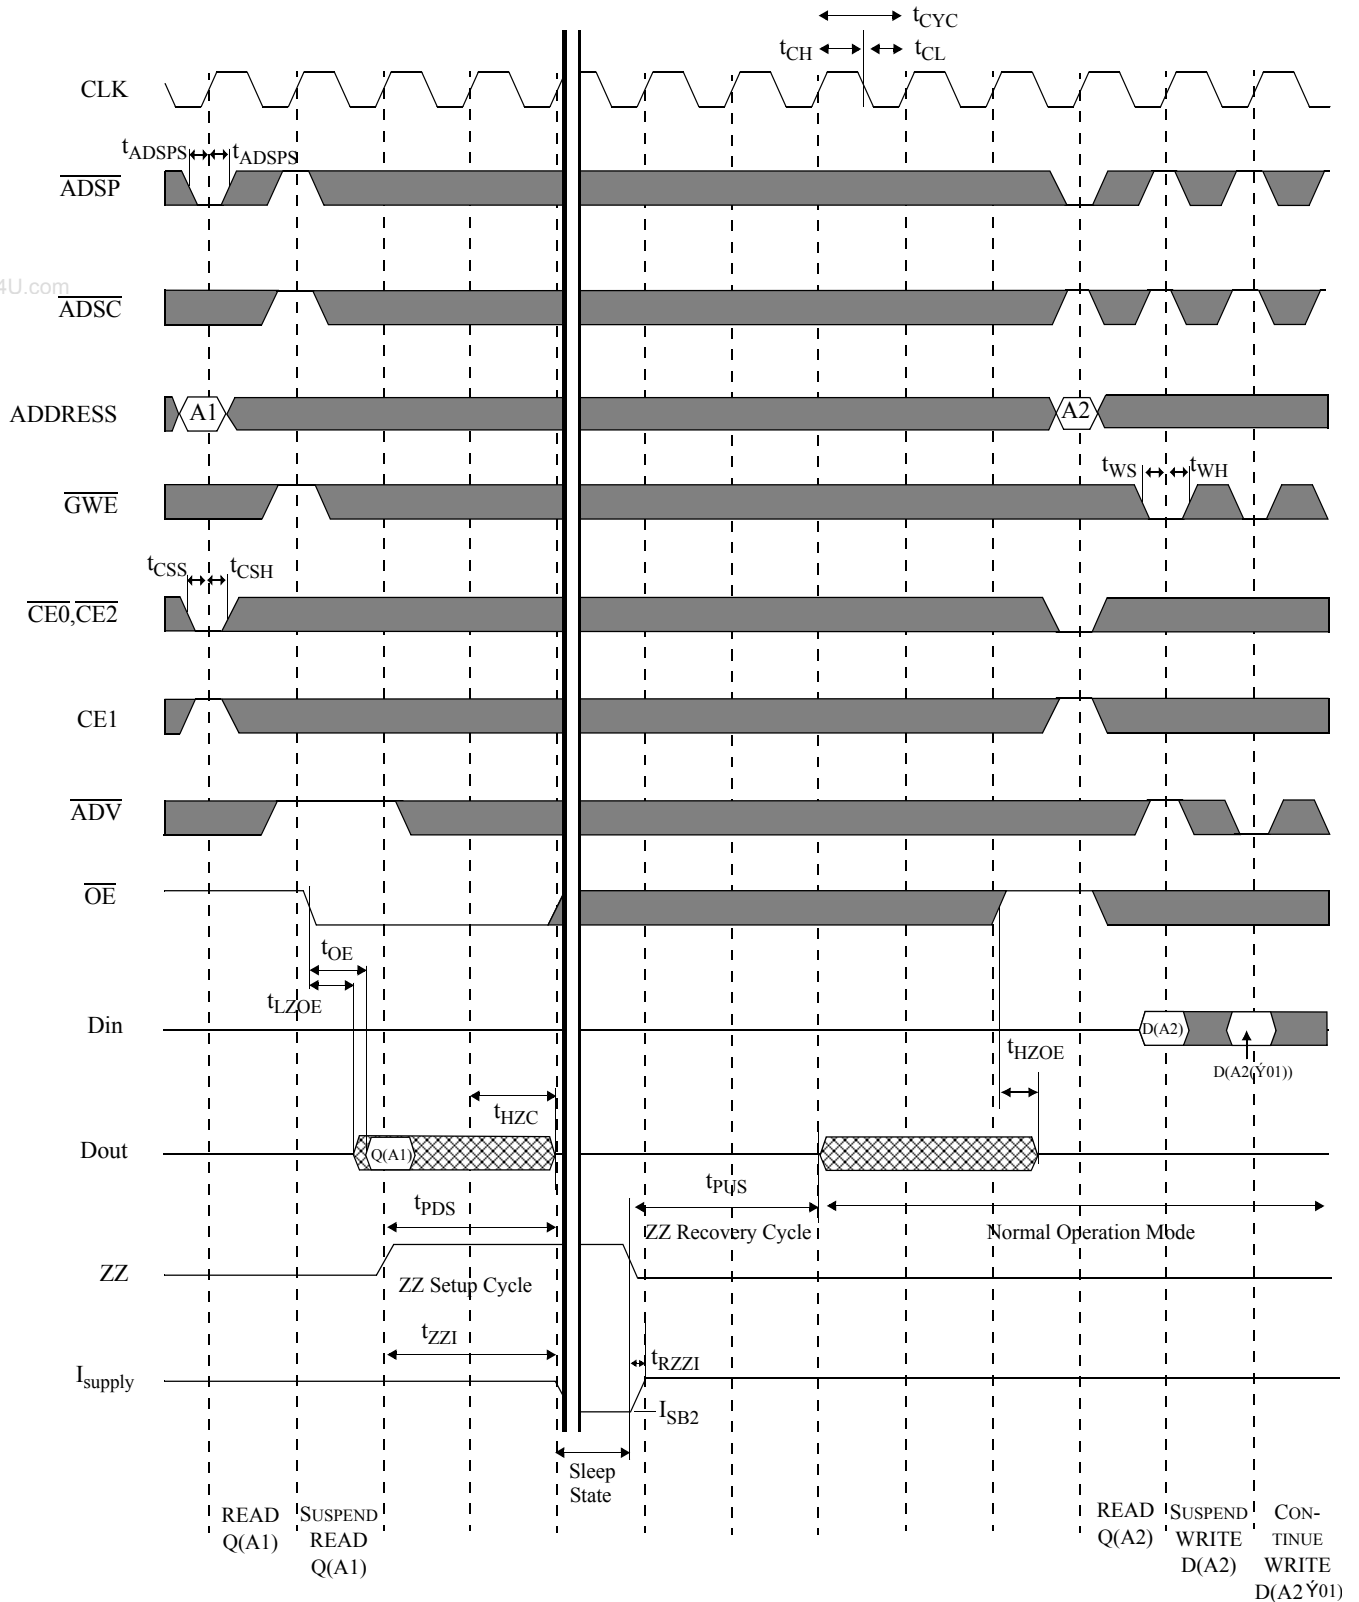 tCYC
tCH tCL
CLK
tADSPS tADSPS
ADSP
4U.com
ADSC
ADDRESS A1 A2
tWS tWH
GWE
tCSS tCSH
CE0,CE2
CE1
ADV
OE
tOE
tLZOE
Din D(A2)
tHZOE
D(A2(Ý01))
tHZC
Dout Q(A1)
tPUS
tPDS
ZZ Recovery Cycle Normal Operation Mode
ZZ
ZZ Setup Cycle
tZZI
tRZZI
Isupply
ISB2
Sleep
State
READ
Q(A1)
SUSPEND
READ
Q(A1)
READ
Q(A2)
SUSPEND
WRITE
D(A2)
CON-
TINUE
WRITE
D(A2Ý01)